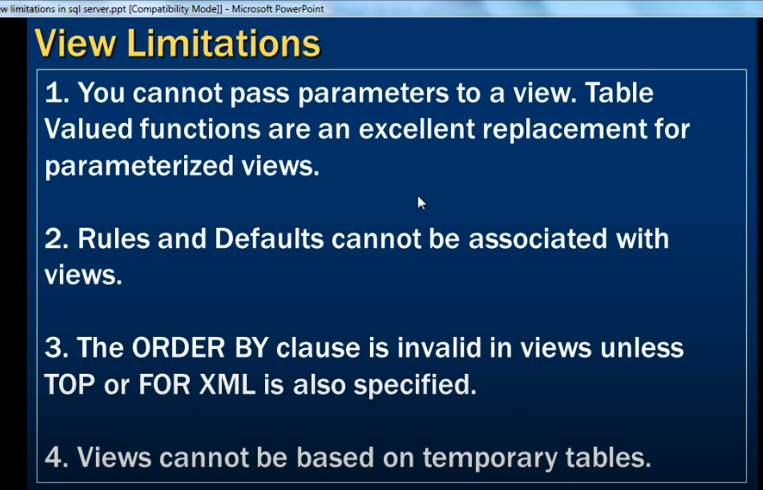 w limitations in sql server.ppt [Compatibility Mode]] - Microsoft PowerPoint
View Limitations
1. You cannot pass parameters to a view. Table
Valued functions are an excellent replacement for
parameterized views.
2. Rules and Defaults cannot be associated with
views.
3. The ORDER BY clause is invalid in views unless
TOP or FOR XML is also specified.
4. Views cannot be based on temporary tables.